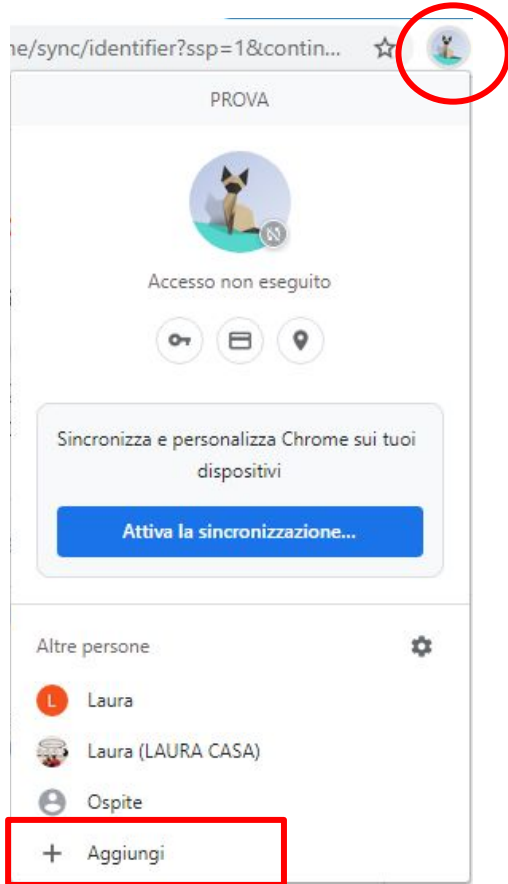 ne/sync/identifier?ssp=1&contin...
PROVA
Accesso non eseguito
Sincronizza e personalizza Chrome sui tuoi
dispositivi
Attiva la sincronizzazione...
Altre persone
L Laura
Laura (LAURA CASA)
Ospite
+ Aggiungi